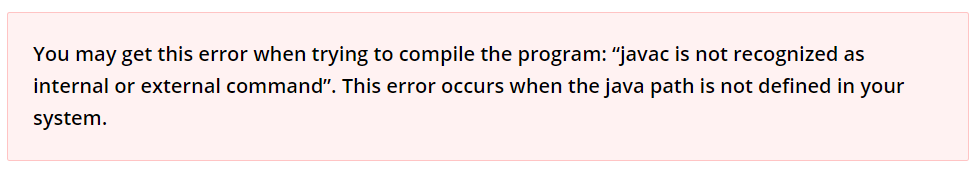 You may get this error when trying to compile the program: “javac is not recognized as
internal or external command”. This error occurs when the java path is not defined in your
system.